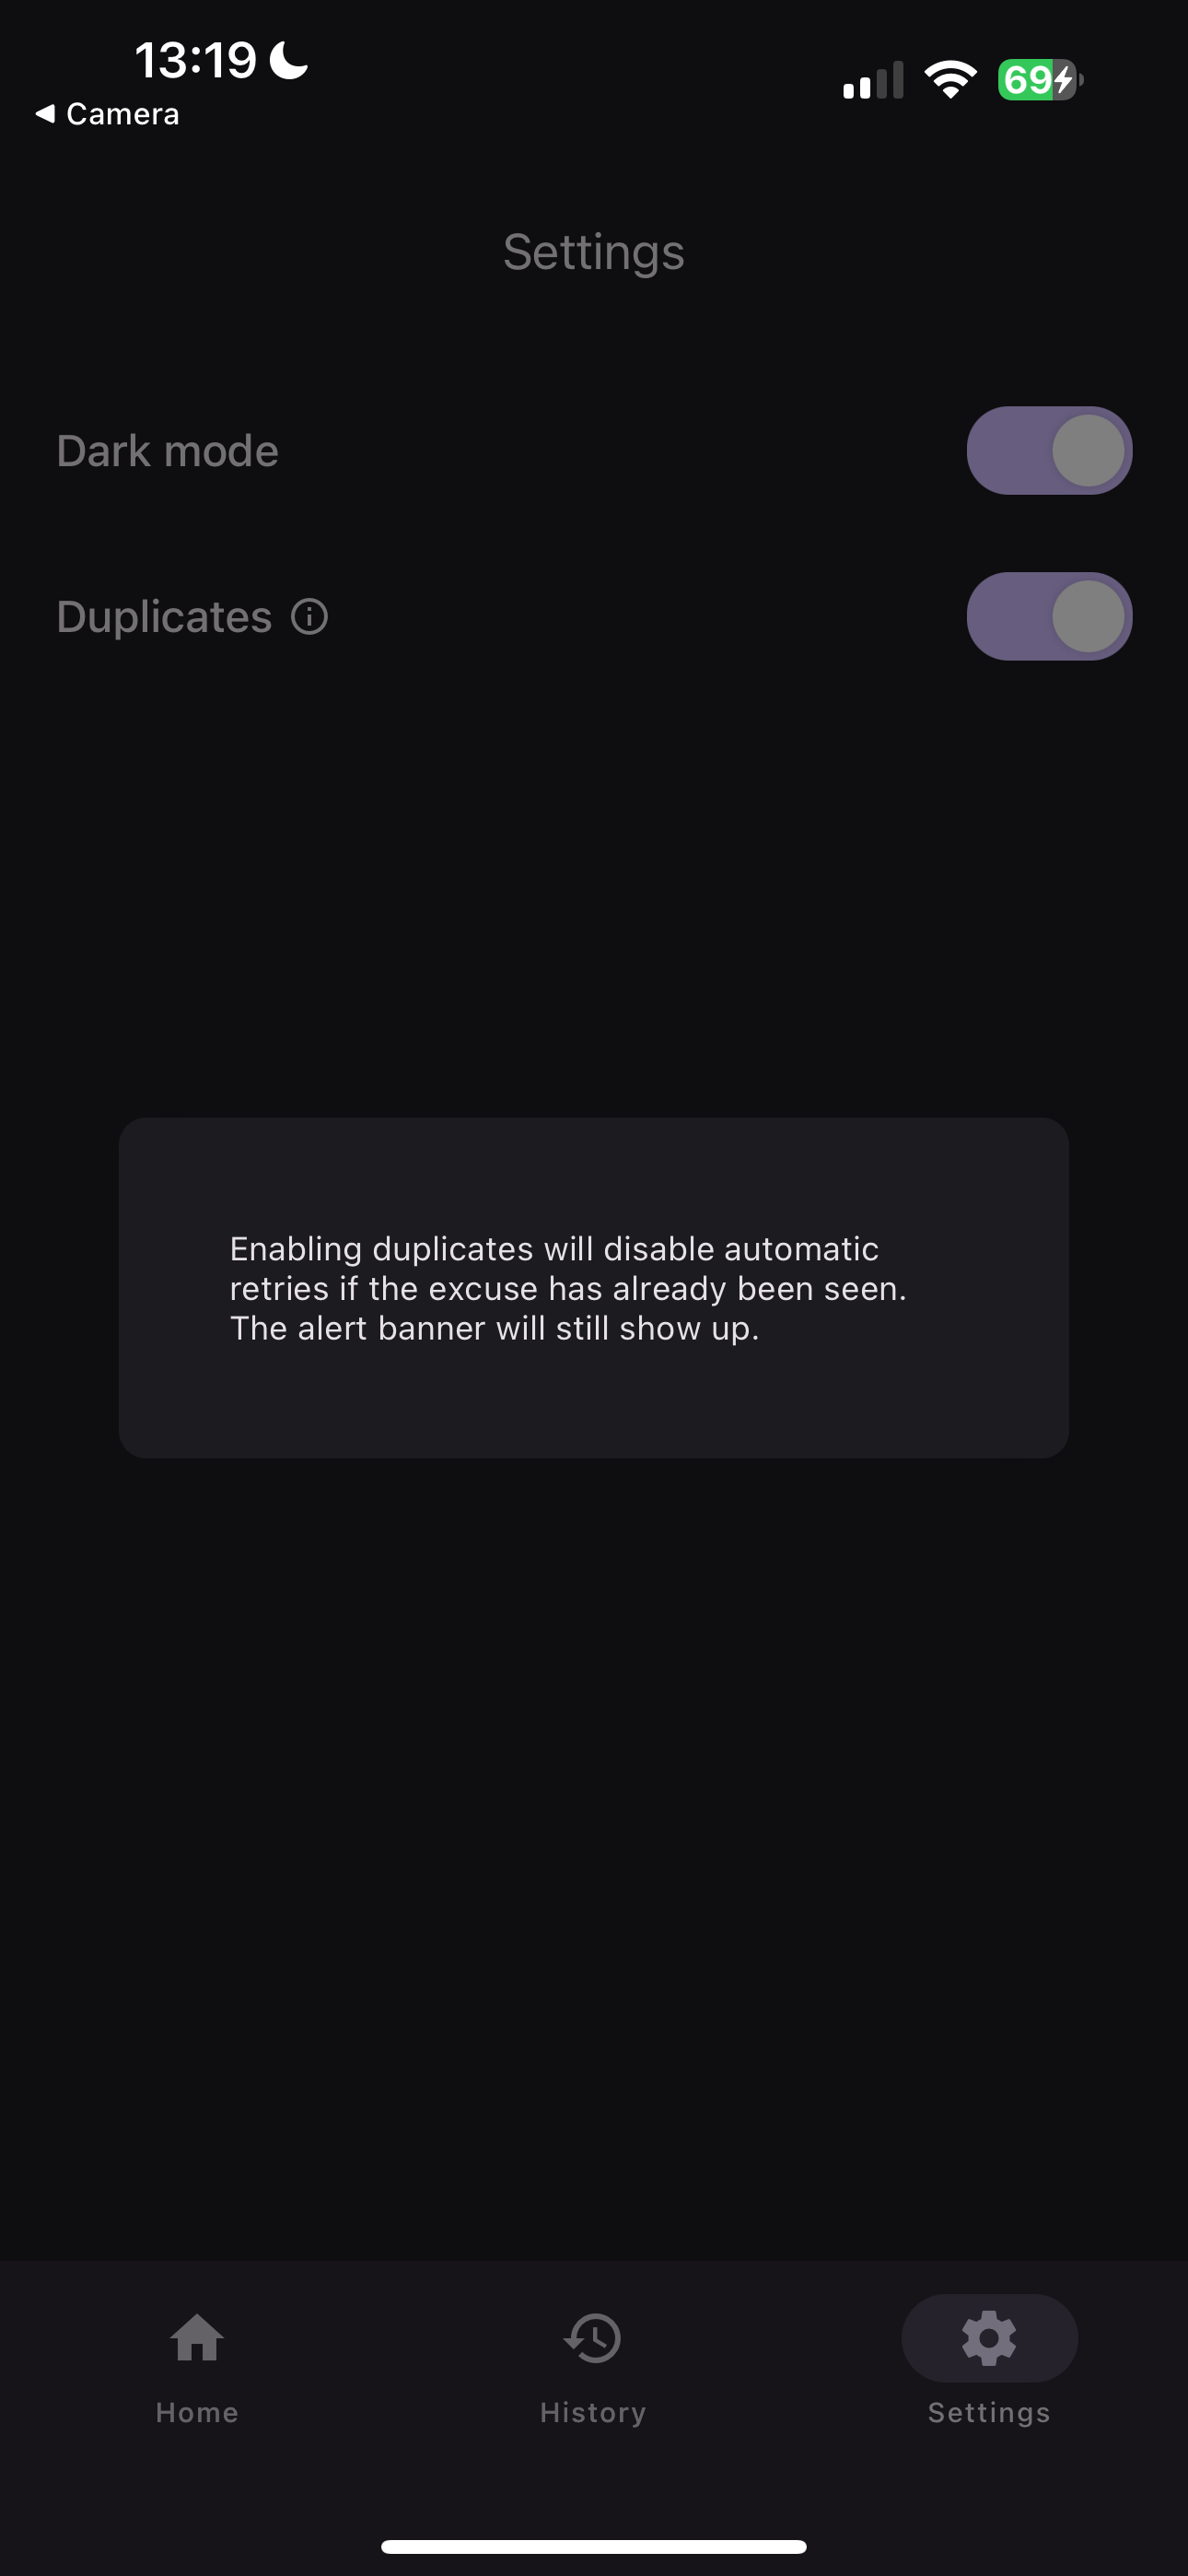 13:19
Camera
69
Settings
Dark mode
Duplicates
Enabling duplicates will disable automatic
retries if the excuse has already been seen.
The alert banner will still show up.
Home
History
Settings